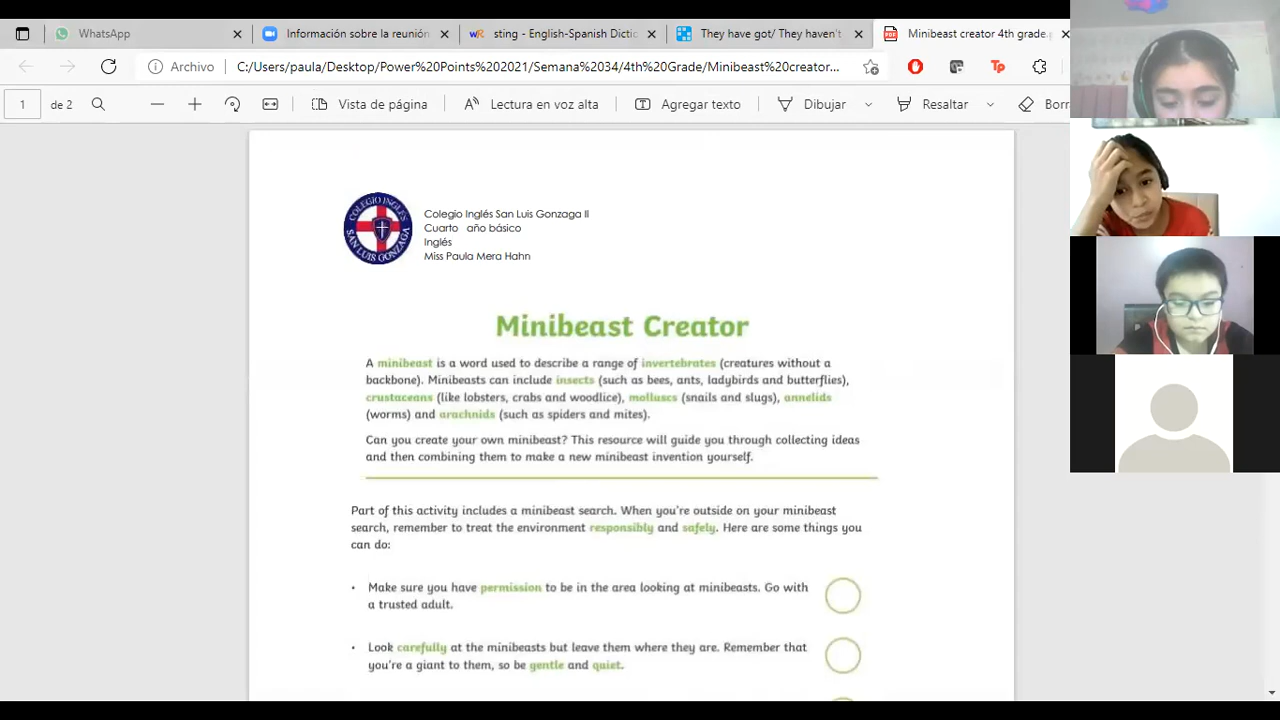 WhatsApp
Información sobre la reunión
sting - English-Spanish Dictic
They have got/ They haven't
Minibeast creator 4th grade.p
Archivo
C:/Users/paula/Desktop/Power%20Points%202021/Semana%2034/4th%20Grade/Minibeast%20creator...
1 de 2
Vista de página
Lectura en voz alta
Agregar texto
Dibujar
Resaltar
Borr
COLEGIO INGLÉS
SAN LUIS GONZAGA
Colegio Inglés San Luis Gonzaga II
Cuarto año básico
Inglés
Miss Paula Mera Hahn
Minibeast Creator
A minibeast is a word used to describe a range of invertebrates (creatures without a
backbone). Minibeasts can include insects (such as bees, ants, ladybirds and butterflies),
crustaceans (like lobsters, crabs and woodlice), molluscs (snails and slugs), annelids
(worms) and arachnids (such as spiders and mites).
Can you create your own minibeast? This resource will guide you through collecting ideas
and then combining them to make a new minibeast invention yourself.
Part of this activity includes a minibeast search. When you're outside on your minibeast
search, remember to treat the environment responsibly and safely. Here are some things you
can do:
• Make sure you have permission to be in the area looking at minibeasts. Go with
a trusted adult.
• Look carefully at the minibeasts but leave them where they are. Remember that
you're a giant to them, so be gentle and quiet.